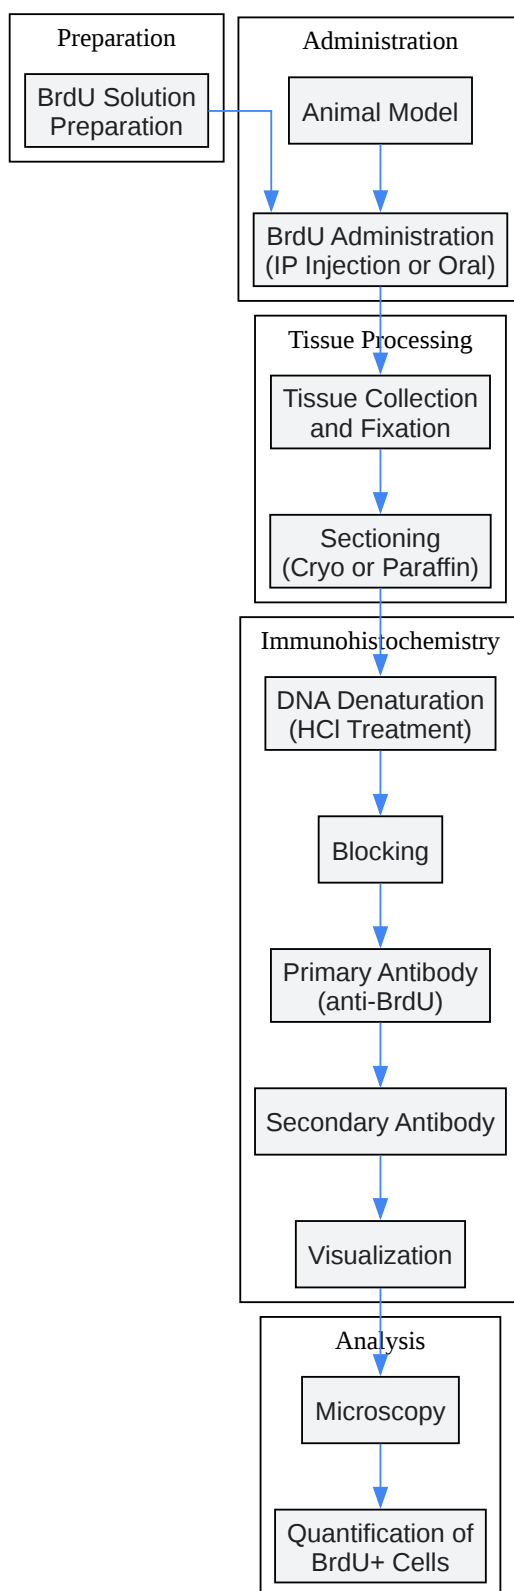 Preparation
BrdU Solution
Preparation
Administration
Animal Model
BrdU Administration
(IP Injection or Oral)
Tissue Processing
Tissue Collection
and Fixation
Sectioning
(Cryo or Paraffin)
Immunohistochemistry
DNA Denaturation
(HCl Treatment)
Blocking
Primary Antibody
(anti-BrdU)
Secondary Antibody
Visualization
Analysis
Microscopy
Quantification of
BrdU+ Cells